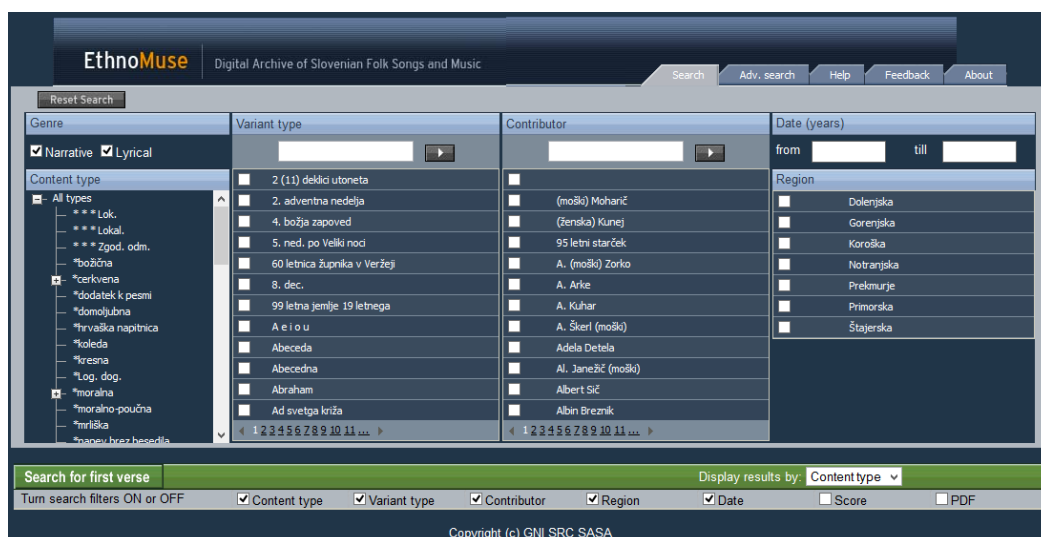 EthnoMuse
Digital Archive of Slovenian Folk Songs and Music
Search
Adv. search
Help
Feedback
About
Reset Search
Genre
Narrative
Lyrical
Content type
All types
* * * Lok.
* * * Lokal.
* * * Zgod. odm.
*božična
*cerkvena
*dodatek k pesmi
*domoljubna
*hrvaška napitnica
*koleda
*kresna
*Log. dog.
*moralna
*moralno-poučna
*mrliška
*napev brez besedila
Variant type
2 (11) deklici utoneta
2. adventna nedelja
4. božja zapoved
5. ned. po Veliki noci
60 letnica župnika v Veržeji
8. dec.
99 letna jemlje 19 letnega
A e i o u
Abeceda
Abecedna
Abraham
Ad svetga križa
1 2 3 4 5 6 7 8 9 10 11 ...
Contributor
(moški) Moharič
(ženska) Kunej
95 letni starček
A. (moški) Zorko
A. Arke
A. Kuhar
A. Škerl (moški)
Adela Detela
Al. Janežič (moški)
Albert Sič
Albin Breznik
1 2 3 4 5 6 7 8 9 10 11 ...
Date (years)
from till
Region
Dolenjska
Gorenjska
Koroška
Notranjska
Prekmurje
Primorska
Štajerska
Search for first verse
Display results by: Content type
Turn search filters ON or OFF
Content type
Variant type
Contributor
Region
Date
Score
PDF
Copyright (c) GNI SRC SASA